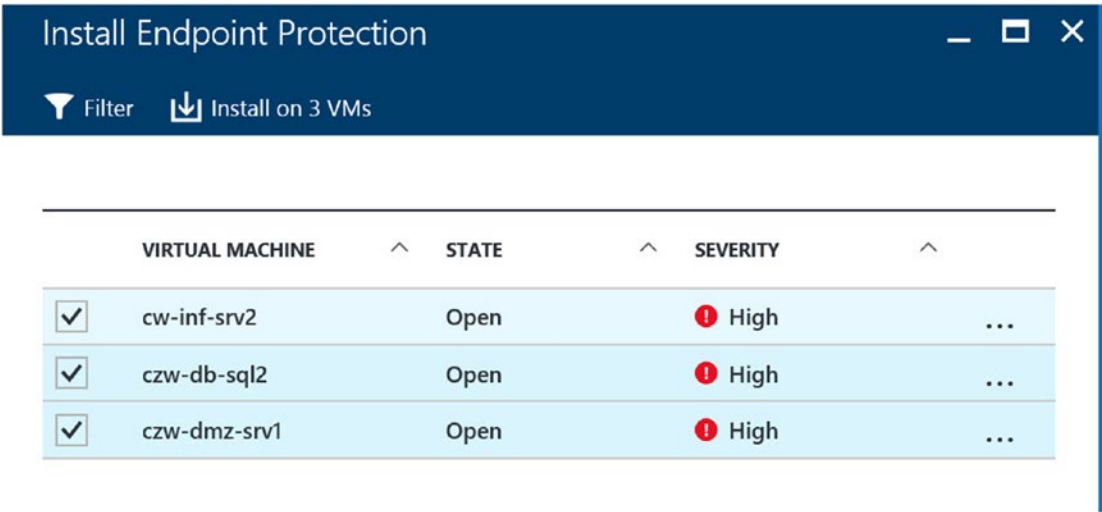 Install Endpoint Protection
Filter Install on 3 VMs
VIRTUAL MACHINE STATE SEVERITY
cw-inf-srv2 Open High ...
czw-db-sql2 Open High ...
czw-dmz-srv1 Open High ...